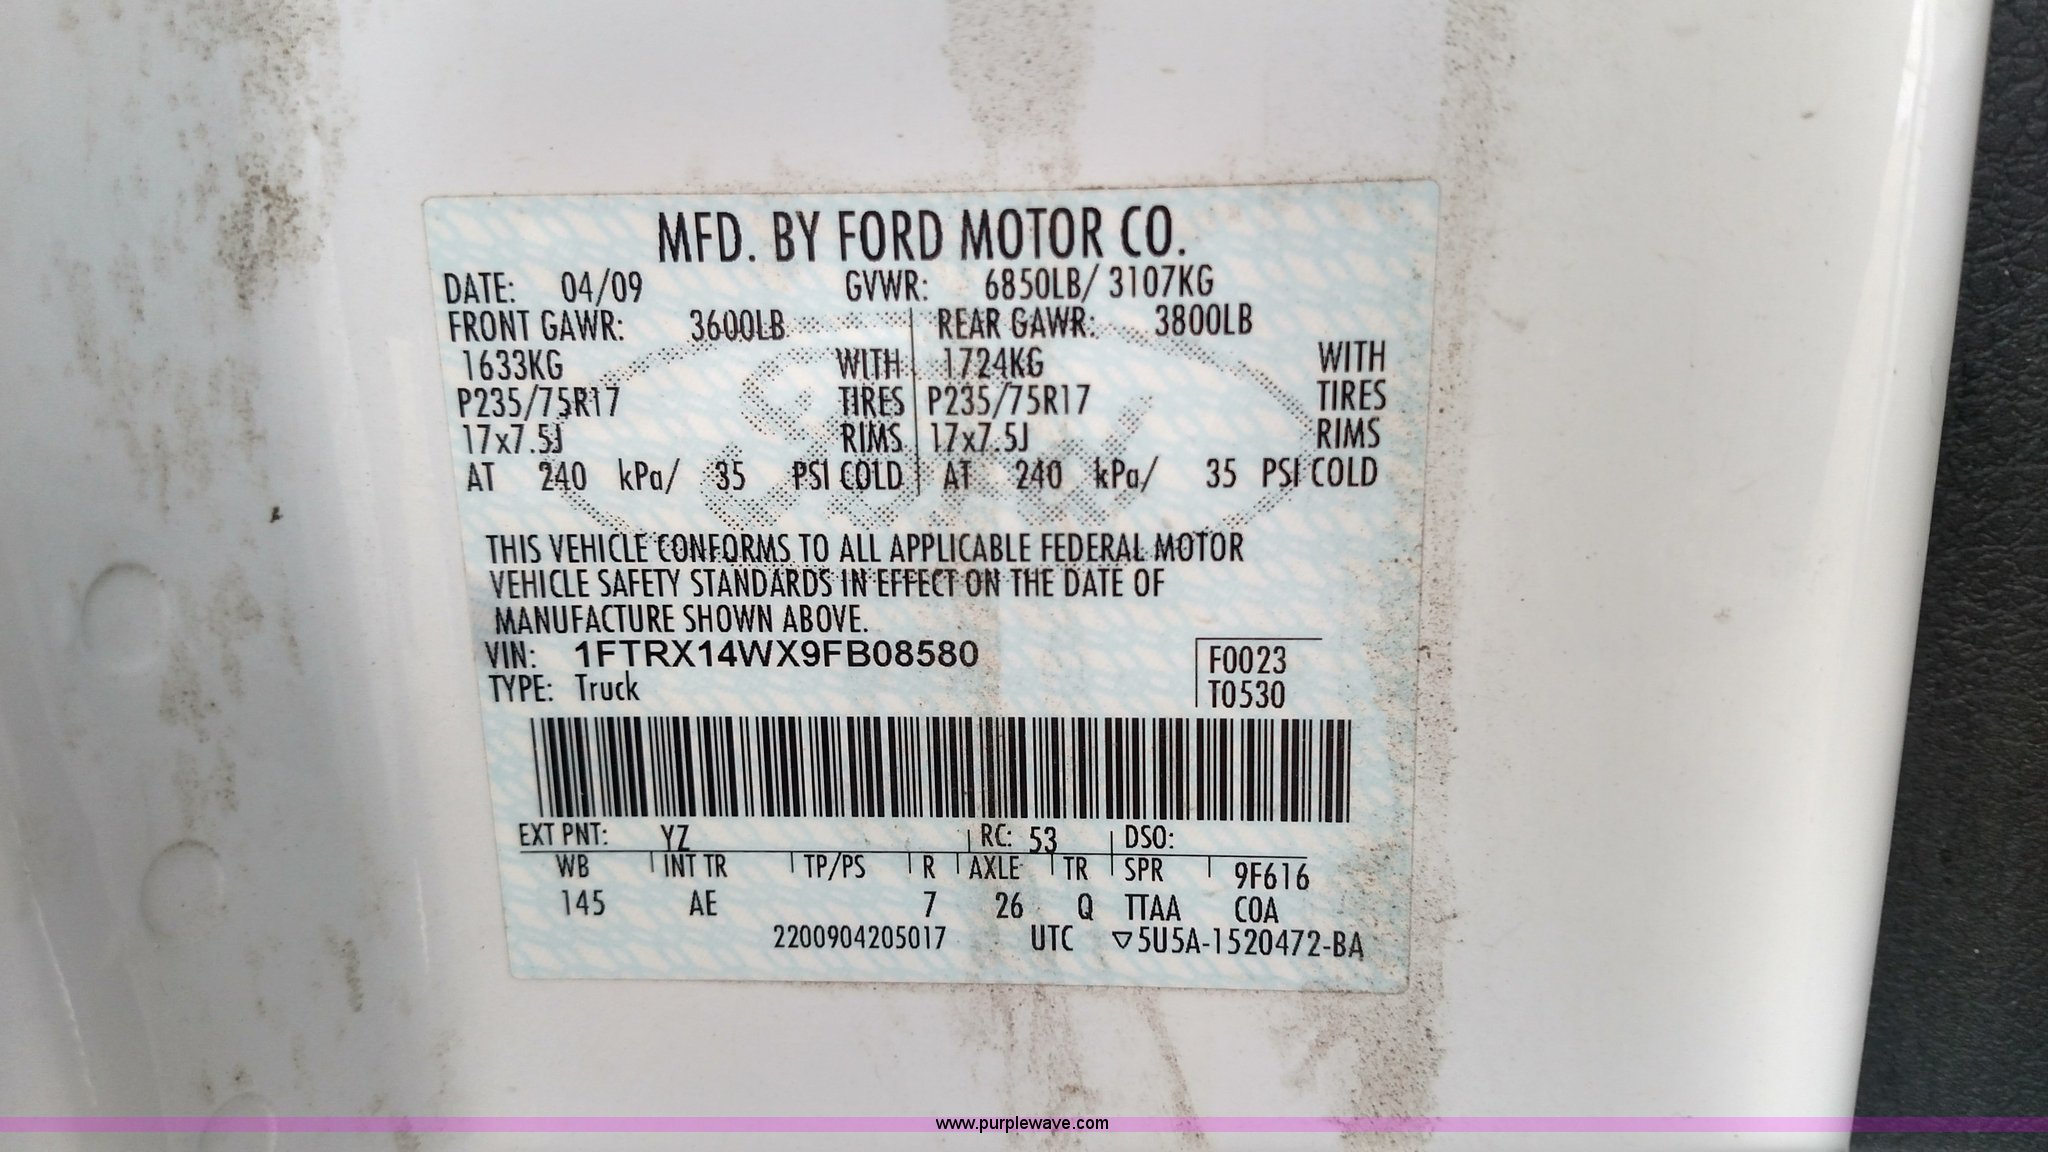 MFD. BY FORD MOTOR CO.
DATE: 04/09 GVWR: 6850LB/ 3107KG
FRONT GAWR: 3600LB REAR GAWR: 3800LB
1633KG WITH 1724KG WITH
P235/75R17 TIRES P235/75R17 TIRES
17x7.5J RIMS 17x7.5J RIMS
AT 240 kPa/ 35 PSI COLD AT 240 kPa/ 35 PSI COLD
THIS VEHICLE CONFORMS TO ALL APPLICABLE FEDERAL MOTOR
VEHICLE SAFETY STANDARDS IN EFFECT ON THE DATE OF
MANUFACTURE SHOWN ABOVE.
VIN: 1FTRX14WX9FB08580 F0023
TYPE: Truck T0530
EXT PNT: YZ RC: 53 DSO:
WB INT TR TP/PS R AXLE TR SPR 9F616
145 AE 7 26 Q TTAA COA
2200904205017 UTC ▽5U5A-1520472-BA
www.purplewave.com